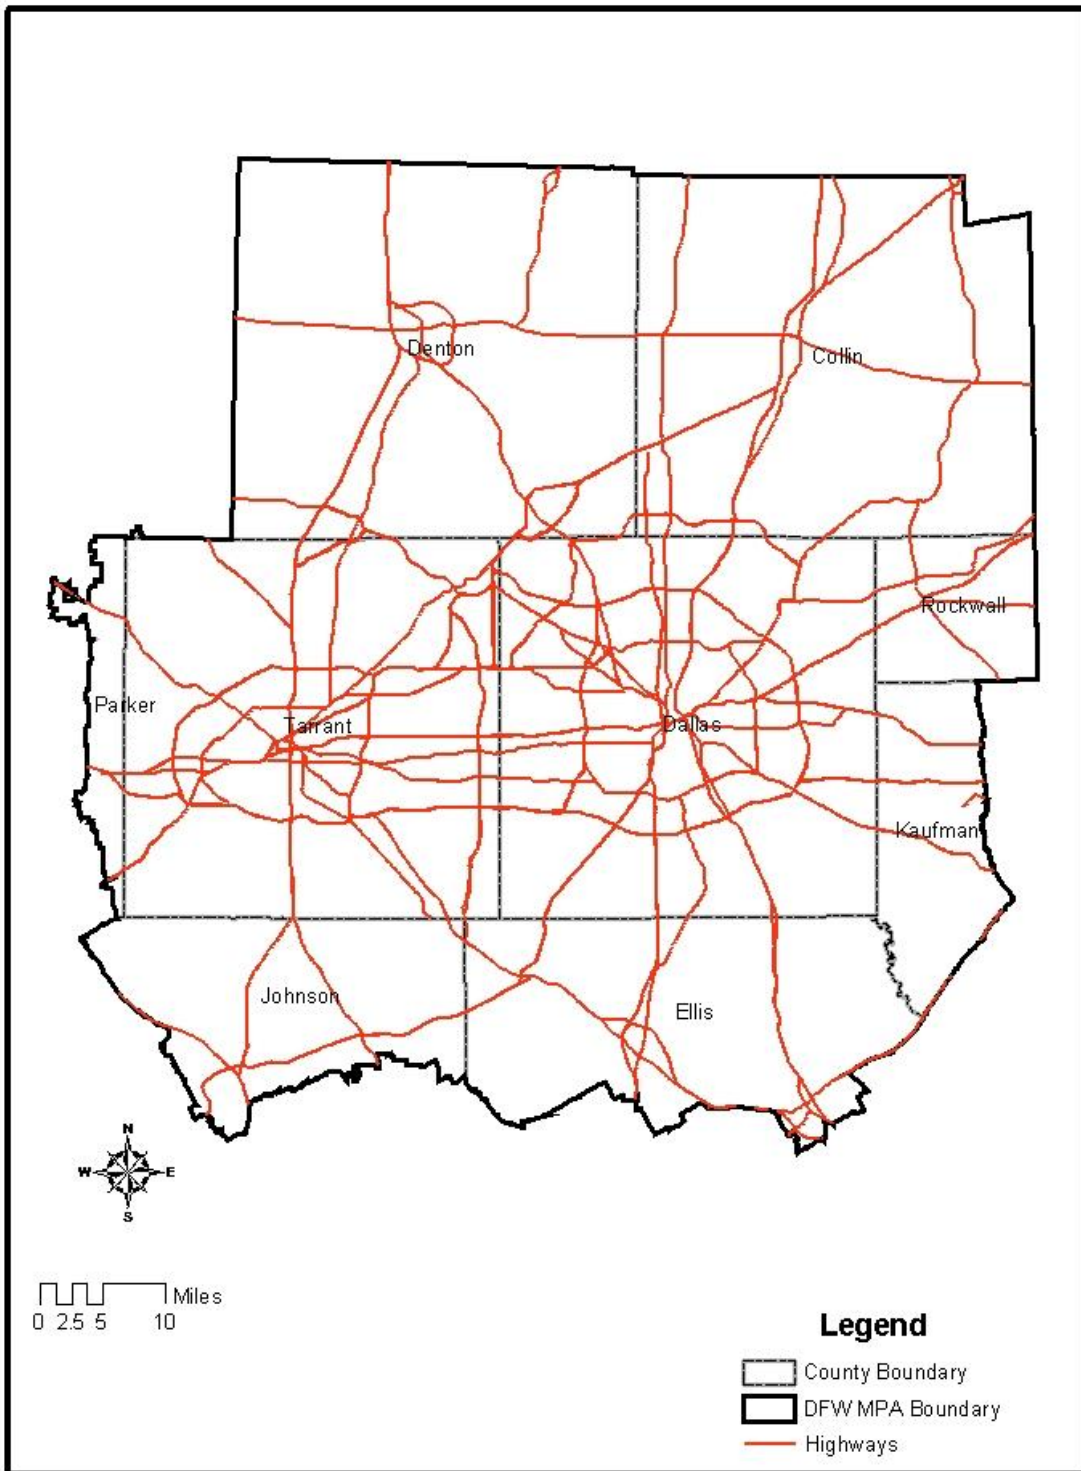 Denton
Collin
Rockwall
Parker
Tarrant
Dallas
Kaufman
Johnson
Ellis
N
W E
S
Miles
0 2.5 5 10
Legend
County Boundary
DFW MPA Boundary
Highways